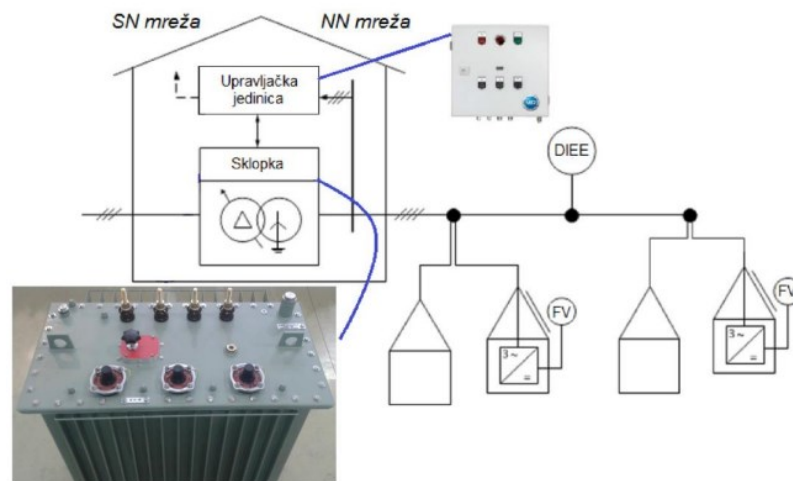 SN mreža
NN mreža
Upravljačka
jedinica
Sklopka
DIEE
FV
3 ~
=
FV
3 ~
=